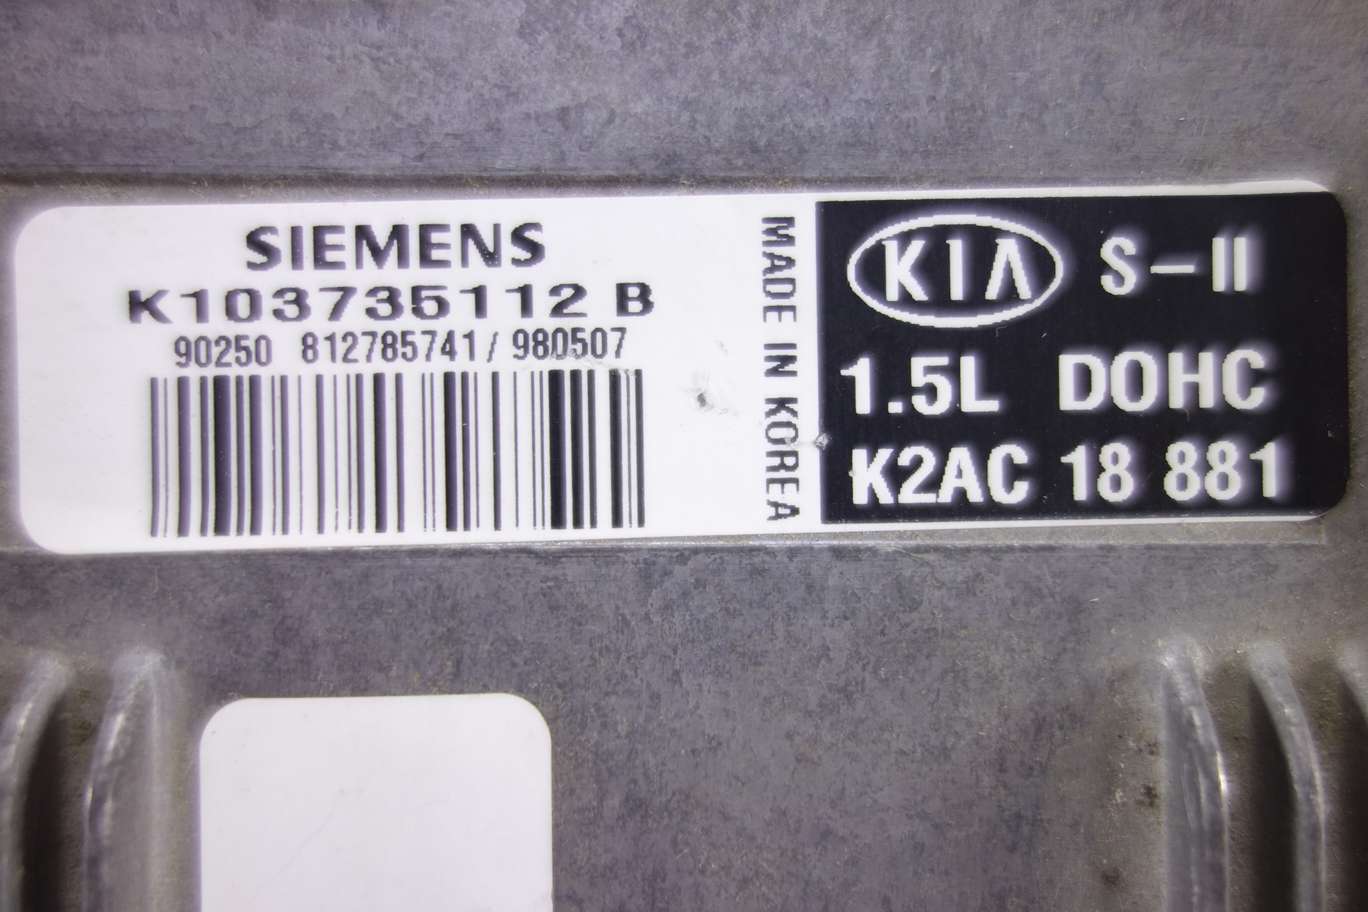 SIEMENS
K103735112 B
90250 812785741/980507
MADE IN KOREA
KIA S-II
1.5L DOHC
K2AC 18 881